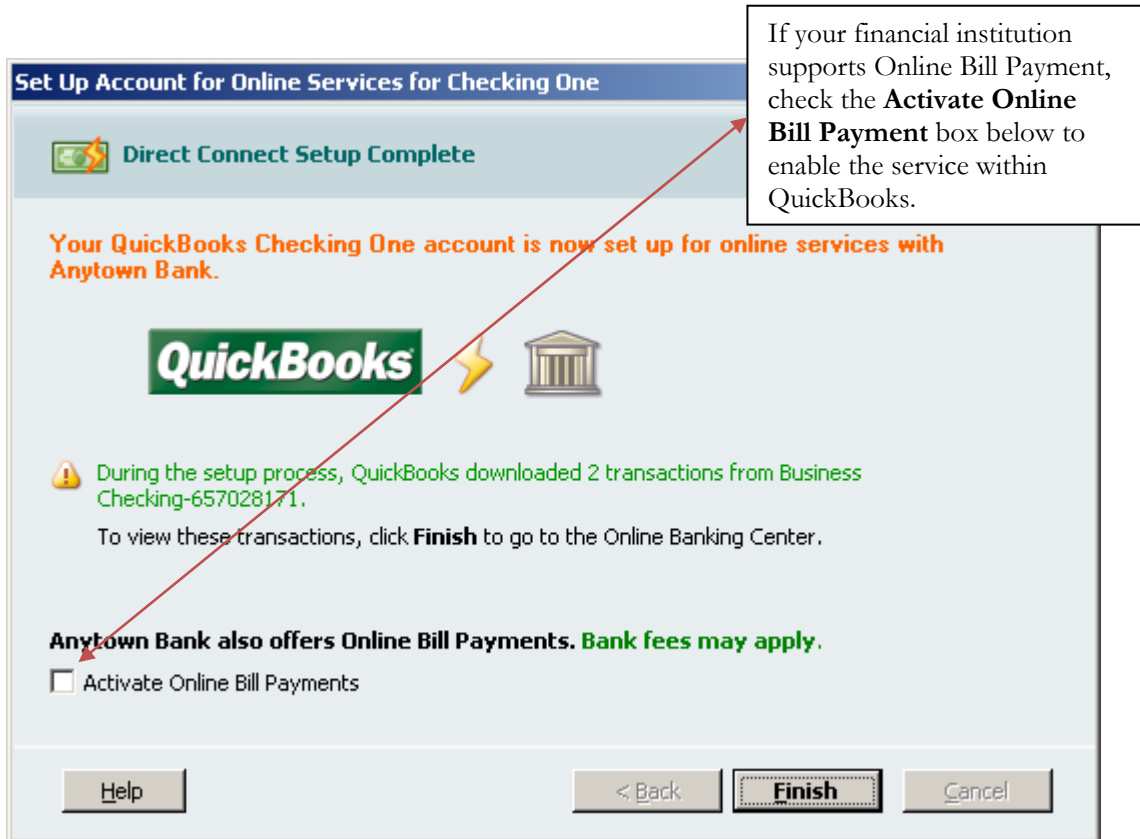 If your financial institution
supports Online Bill Payment,
check the Activate Online
Bill Payment box below to
enable the service within
QuickBooks.
Set Up Account for Online Services for Checking One
Direct Connect Setup Complete
Your QuickBooks Checking One account is now set up for online services with
Anytown Bank.
QuickBooks
During the setup process, QuickBooks downloaded 2 transactions from Business
Checking-657028171.
To view these transactions, click Finish to go to the Online Banking Center.
Anytown Bank also offers Online Bill Payments. Bank fees may apply.
Activate Online Bill Payments
Help
< Back
Finish
Cancel